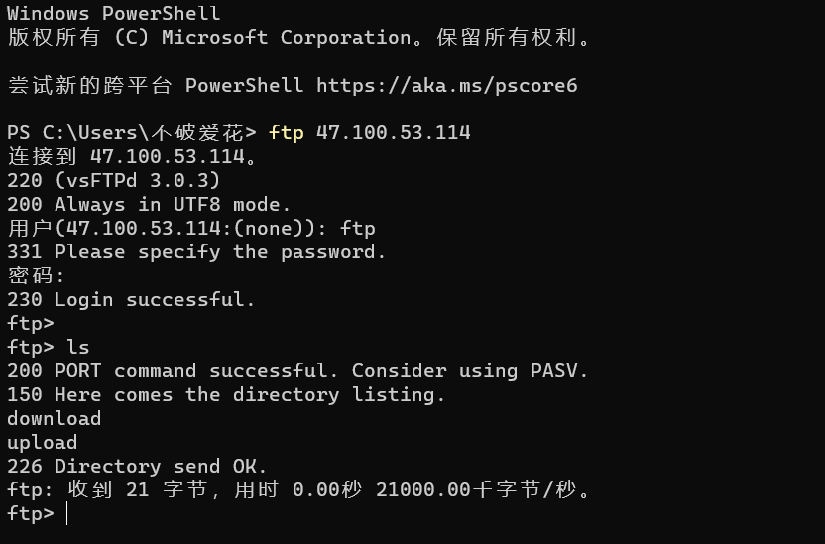 Windows PowerShell
版权所有 (C) Microsoft Corporation。保留所有权利。
尝试新的跨平台 PowerShell https://aka.ms/pscore6
PS C:\Users\不破爱花> ftp 47.100.53.114
连接到 47.100.53.114。
220 (vsFTPd 3.0.3)
200 Always in UTF8 mode.
用户(47.100.53.114:(none)): ftp
331 Please specify the password.
密码:
230 Login successful.
ftp>
ftp> ls
200 PORT command successful. Consider using PASV.
150 Here comes the directory listing.
download
upload
226 Directory send OK.
ftp: 收到 21 字节，用时 0.00秒 21000.00千字节/秒。
ftp>